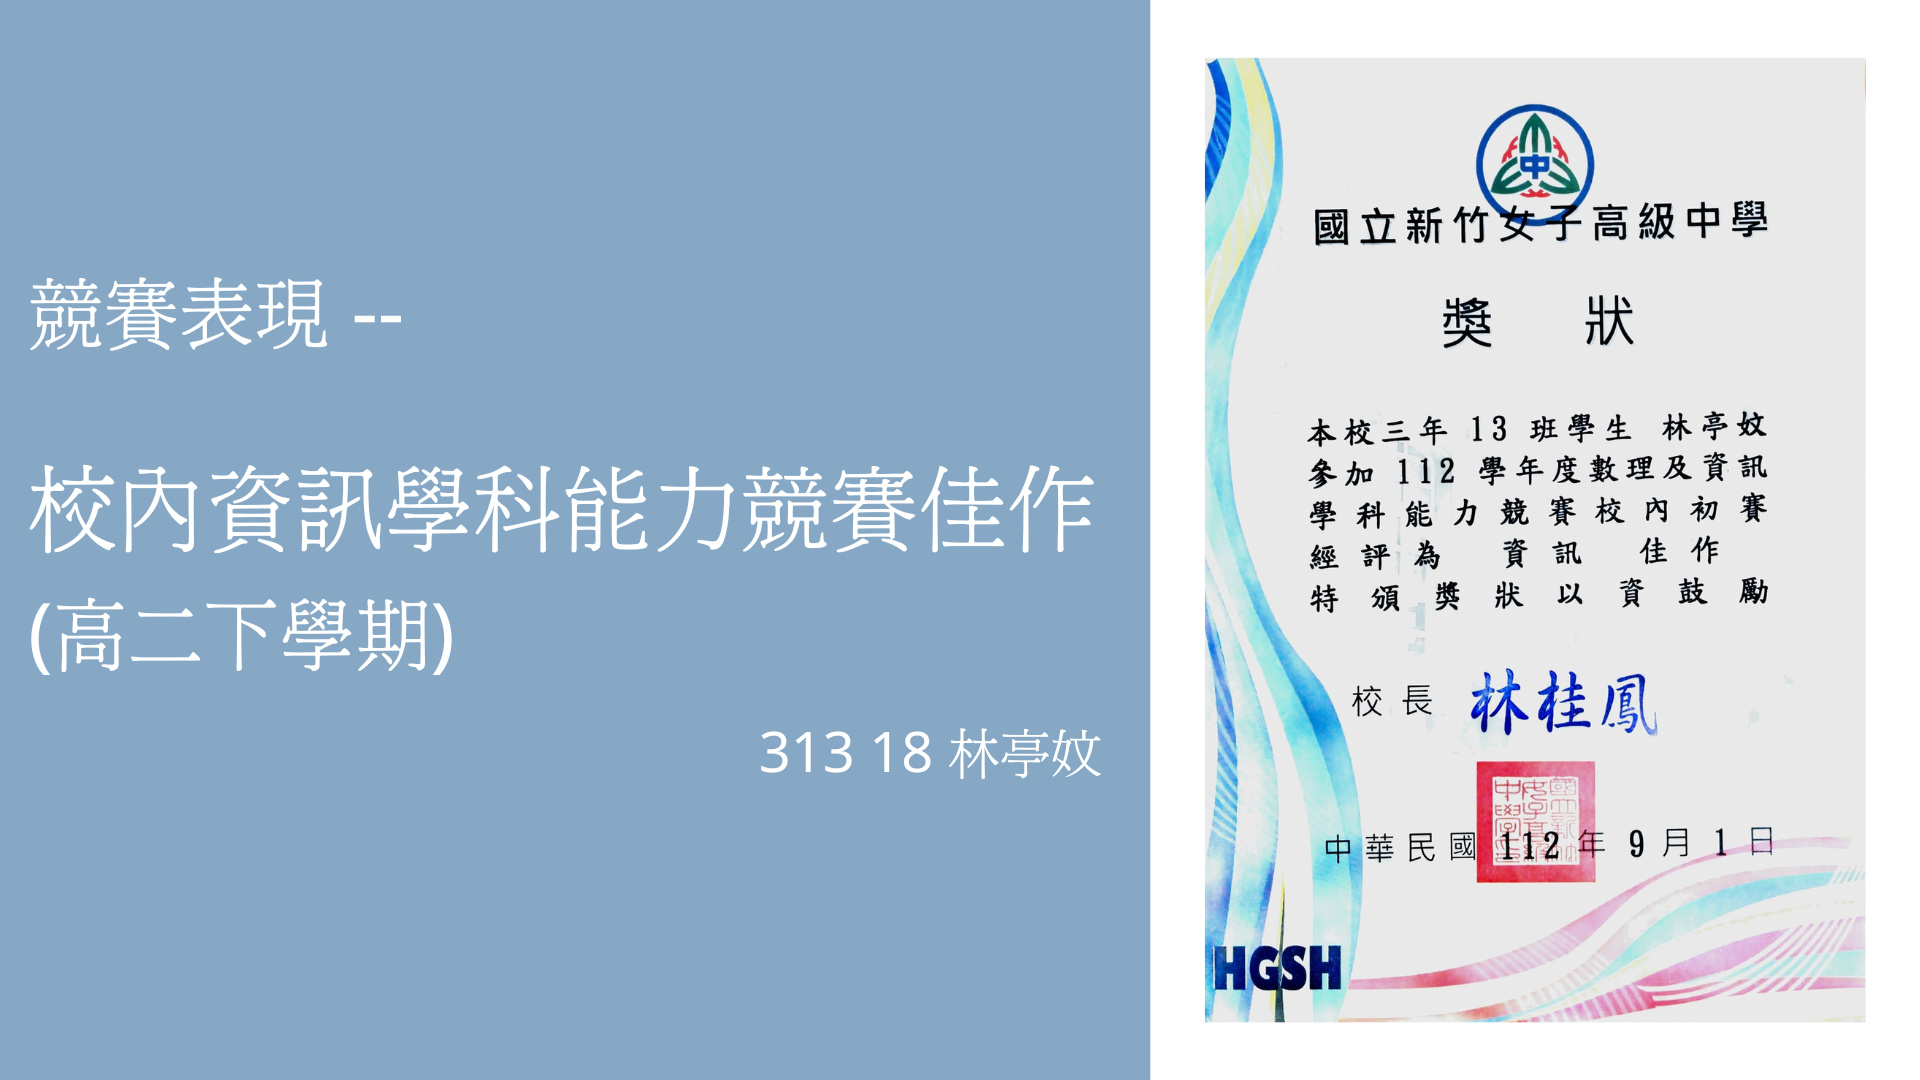 競賽表現 --
校內資訊學科能力競賽佳作
(高二下學期)
313 18 林亭妏
中
國立新竹女子高級中學
獎 狀
本校三年 13 班學生 林亭妏
參加 112 學年度數理及資訊
學科能力競賽校內初賽
經評為 資訊 佳作
特頒獎狀以資鼓勵
校長 林桂鳳
中華民國 112 年 9 月 1 日
HGSH